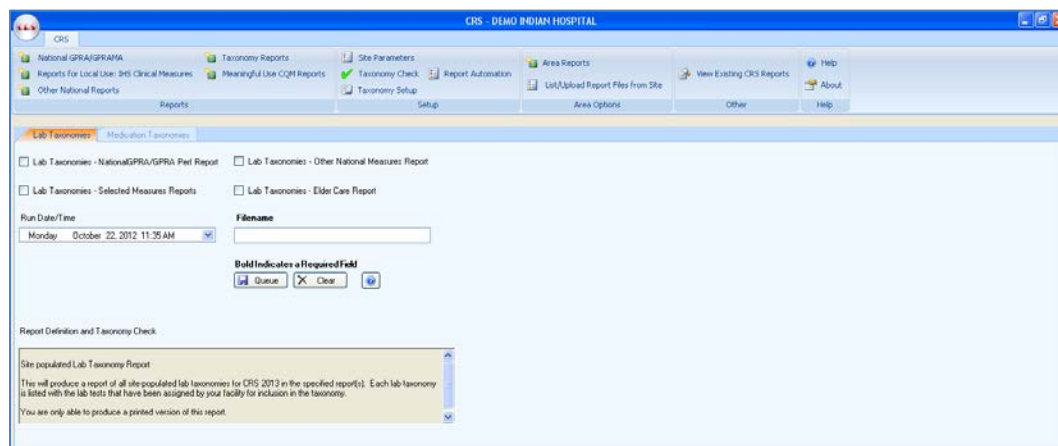 CRS - DEMO INDIAN HOSPITAL
CRS
National GPRA/GPRAMA
Reports for Local Use: IHS Clinical Measures
Other National Reports
Taxonomy Reports
Meaningful Use CQM Reports
Reports
Site Parameters
Taxonomy Check
Report Automation
Taxonomy Setup
Setup
Area Reports
List/Upload Report Files from Site
Area Options
View Existing CRS Reports
Other
Help
About
Help
Lab Taxonomies
Medication Taxonomies
Lab Taxonomies - NationalGPRA/GPRA Perf Report
Lab Taxonomies - Other National Measures Report
Lab Taxonomies - Selected Measures Reports
Lab Taxonomies - Elder Care Report
Run Date/Time
Filename
Monday October 22, 2012 11:35 AM
Bold Indicates a Required Field
Queue
Clear
Report Definition and Taxonomy Check
Site populated Lab Taxonomy Report
This will produce a report of all site-populated lab taxonomies for CRS 2013 in the specified report(s). Each lab taxonomy
is listed with the lab tests that have been assigned by your facility for inclusion in the taxonomy.
You are only able to produce a printed version of this report.